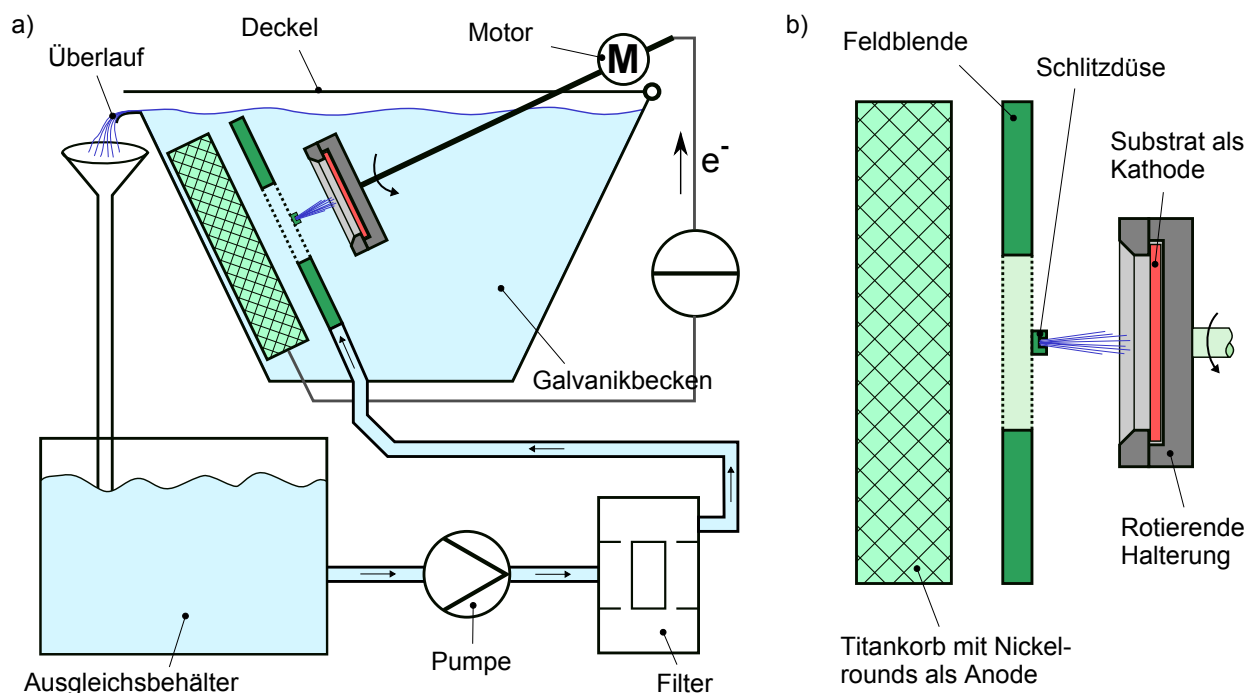 a)
Überlauf
Deckel
Motor
M
e-
Galvanikbecken
Ausgleichsbehälter
Pumpe
Filter
b)
Feldblende
Schlitzdüse
Substrat als
Kathode
Rotierende
Halterung
Titankorb mit Nickel-
rounds als Anode